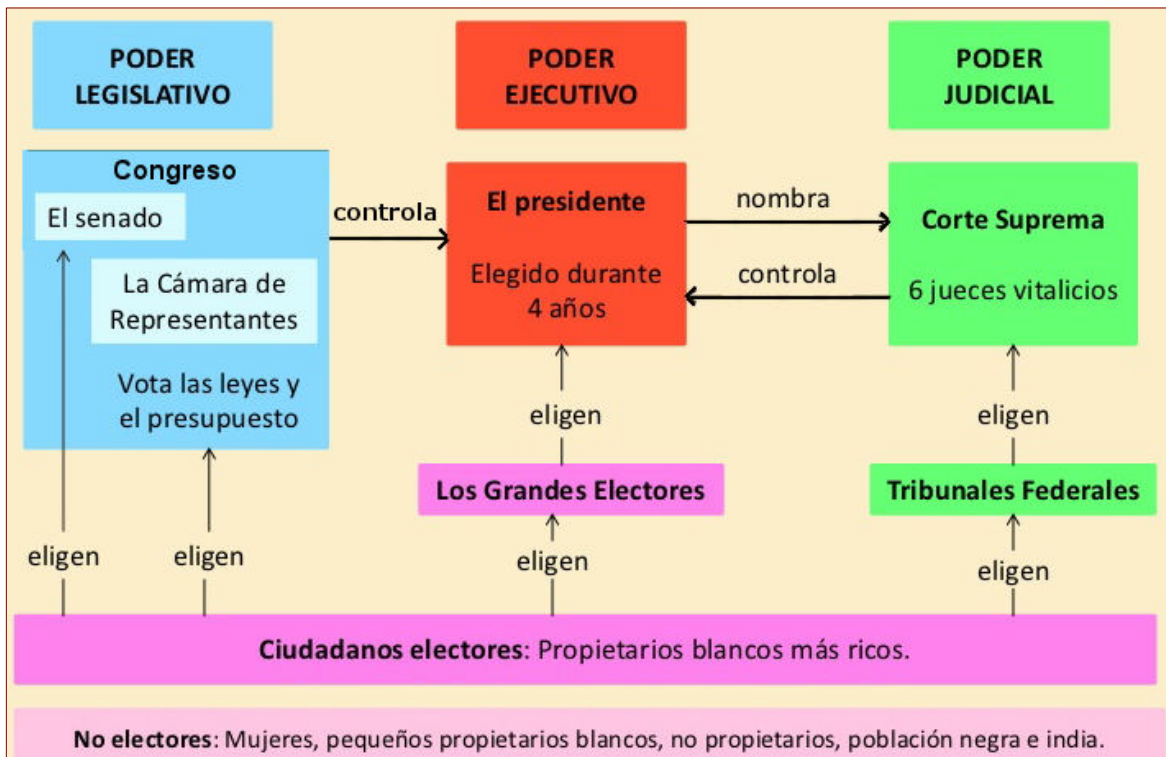 PODER
LEGISLATIVO
PODER
EJECUTIVO
PODER
JUDICIAL
Congreso
El senado
La Cámara de
Representantes
Vota las leyes y
el presupuesto
controla
El presidente
Elegido durante
4 años
nombra
controla
Corte Suprema
6 jueces vitalicios
eligen
eligen
Los Grandes Electores
Tribunales Federales
eligen
eligen
eligen
eligen
Ciudadanos electores: Propietarios blancos más ricos.
No electores: Mujeres, pequeños propietarios blancos, no propietarios, población negra e india.